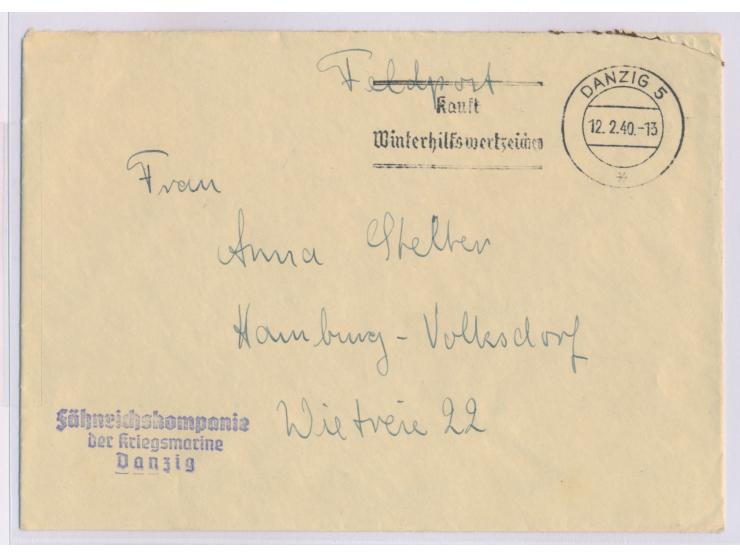 Feldpost
Kauft
Winterhilfswertzeichen
DANZIG 5
12. 2.40.-13
*
Frau
Anna Stelter
Hamburg - Volksdorf
Wietreie 22
Fähnrichskompanie
der Kriegsmarine
Danzig